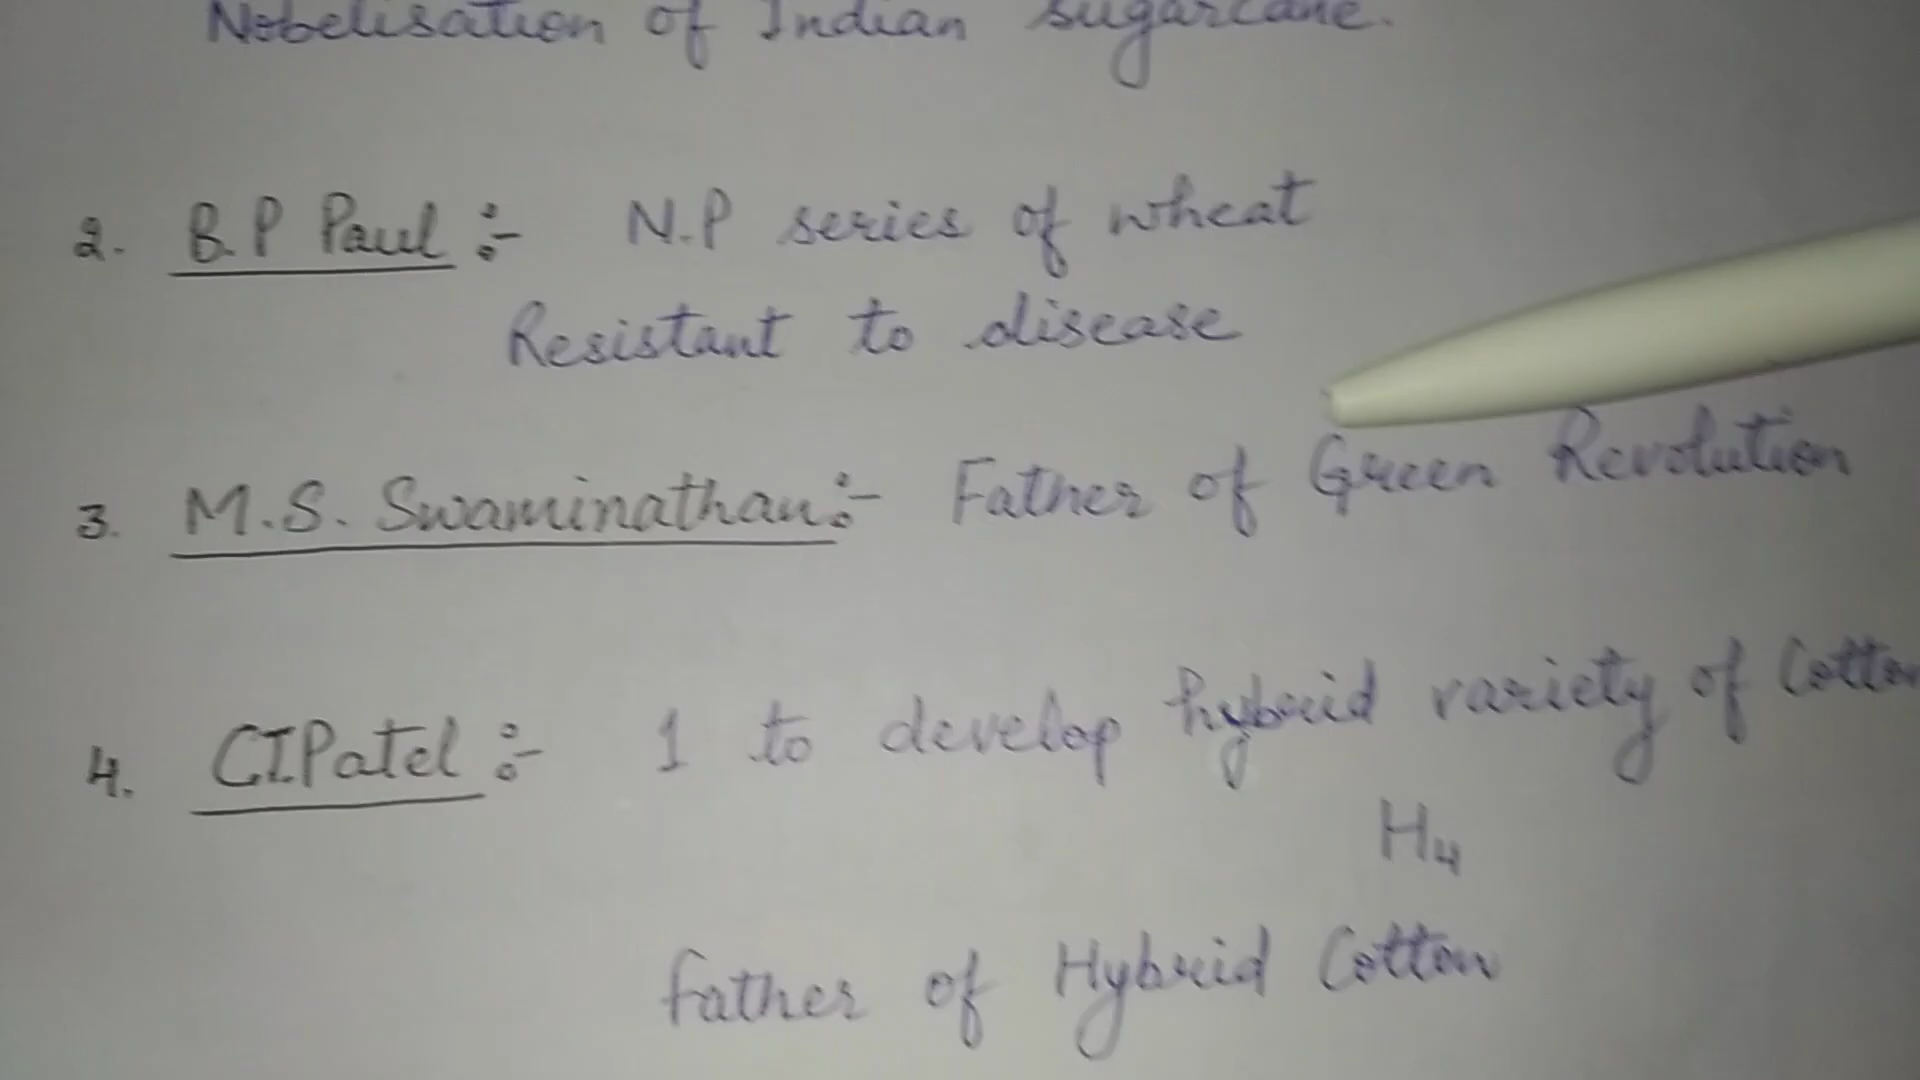 Nobelisation of Indian sugarcane.
2. B.P Paul :- N.P series of wheat
Resistant to disease
3. M.S. Swaminathan :- Father of Green Revolution
4. CIPatel :- 1 to develop hybrid variety of Cotton
H4
father of Hybrid Cotton